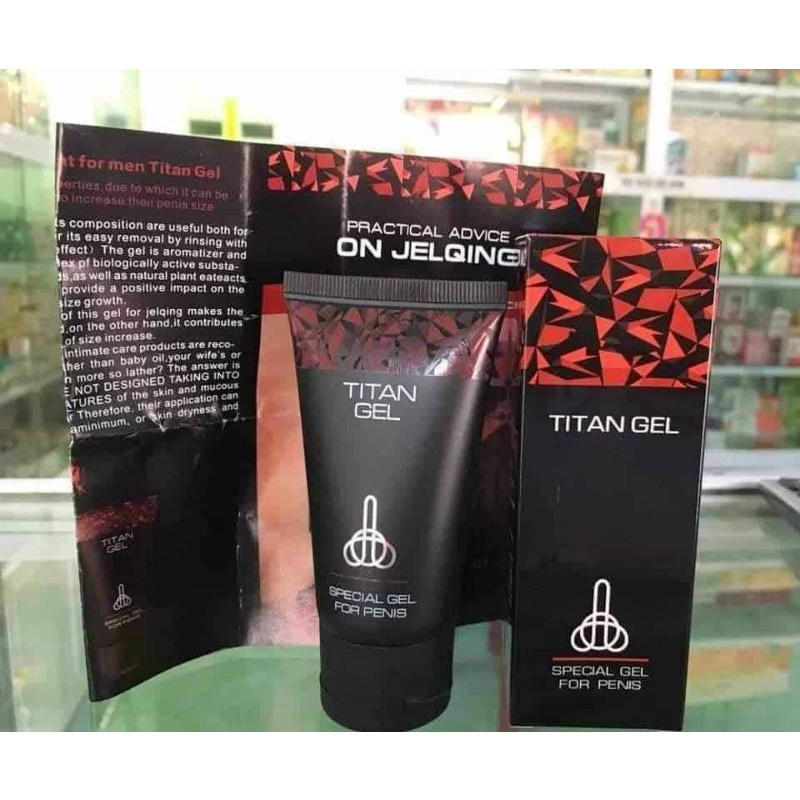 nt for men Titan Gel
perties, due to which it can be
o increase their penis size
ts composition are useful both for
r its easy removal by rinsing with
effect) The gel is aromatizer and
lex pf biologically active substa-
ds,as well as natural plant eateacts
provide a positive impact on the
size growth.
of this gel for jelqing makes the
d.on the other hand,it contributes
of size increase.
intimate care products are reco-
ther than baby oil,your wife's or
n more so lather? The answer is
E NOT DESIGNED TAKING INTO
ATURES of the skin and mucous
r Therefore, their application can
aminimum, or skin dryness and
TITAN
GEL
SPECIAL GEL
FOR PENIS
PRACTICAL ADVICE
ON JELQING
TITAN
GEL
SPECIAL GEL
FOR PENIS
TITAN GEL
SPECIAL GEL
FOR PENIS